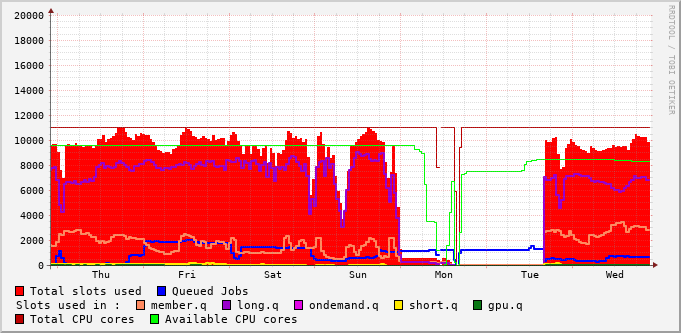 20000
18000
16000
14000
12000
10000
8000
6000
4000
2000
0
Thu Fri Sat Sun Mon Tue Wed
RRDTOOL / TOBI OETIKER
Total slots used Queued Jobs
Slots used in : member.q long.q ondemand.q short.q gpu.q
Total CPU cores Available CPU cores